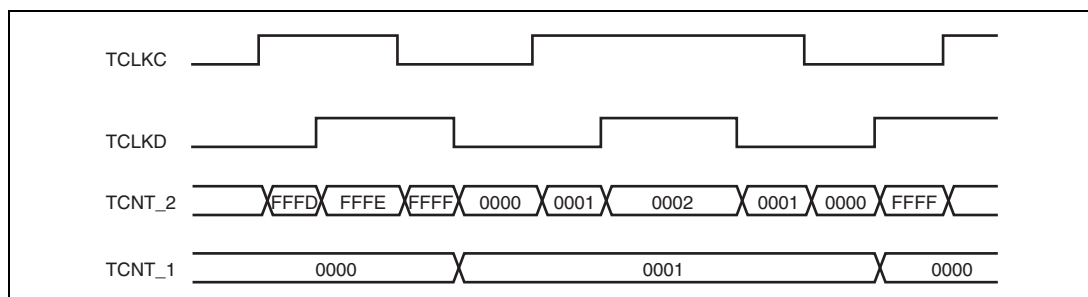 TCLKC
TCLKD
TCNT_2 FFFD FFFE FFFF 0000 0001 0002 0001 0000 FFFF
TCNT_1 0000 0001 0000